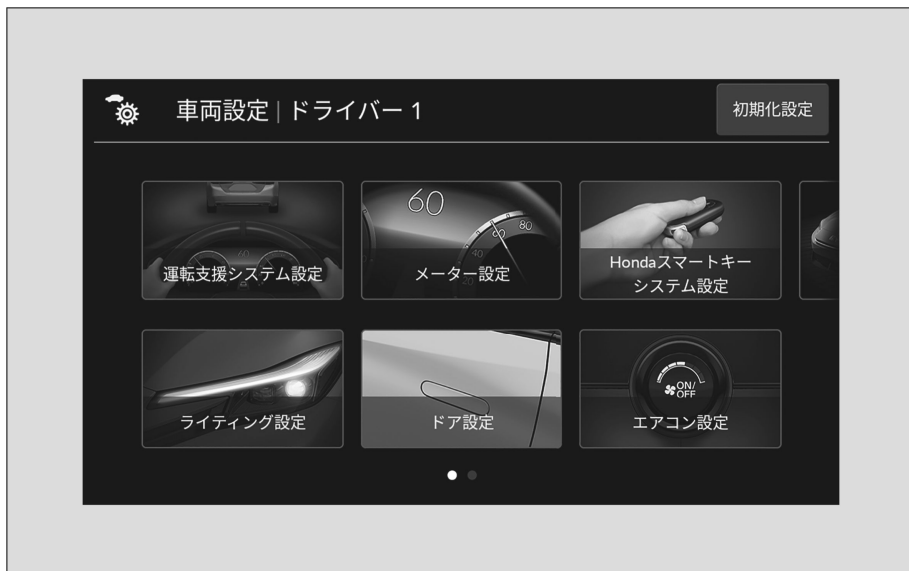 車両設定 | ドライバー 1
初期化設定
運転支援システム設定
60
80
60
40
20
メーター設定
Hondaスマートキー
システム設定
ライティング設定
ドア設定
ON/
OFF
エアコン設定